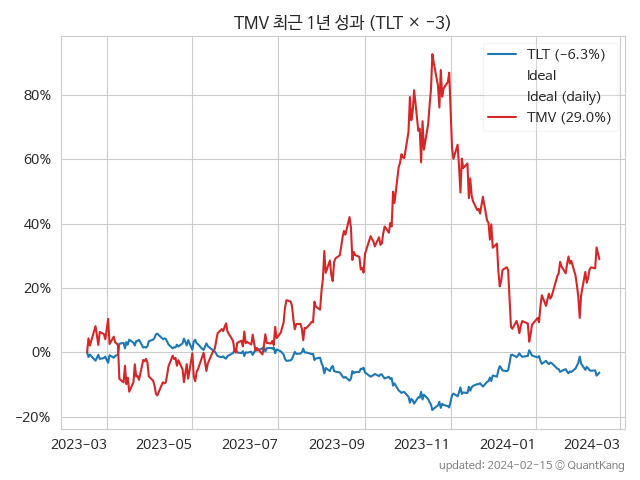 TMV 최근 1년 성과 (TLT × −3)
TLT (−6.3%)
Ideal
Ideal (daily)
TMV (29.0%)
80%
60%
40%
20%
0%
−20%
2023-03 2023-05 2023-07 2023-09 2023-11 2024-01 2024-03
updated: 2024-02-15 © QuantKang